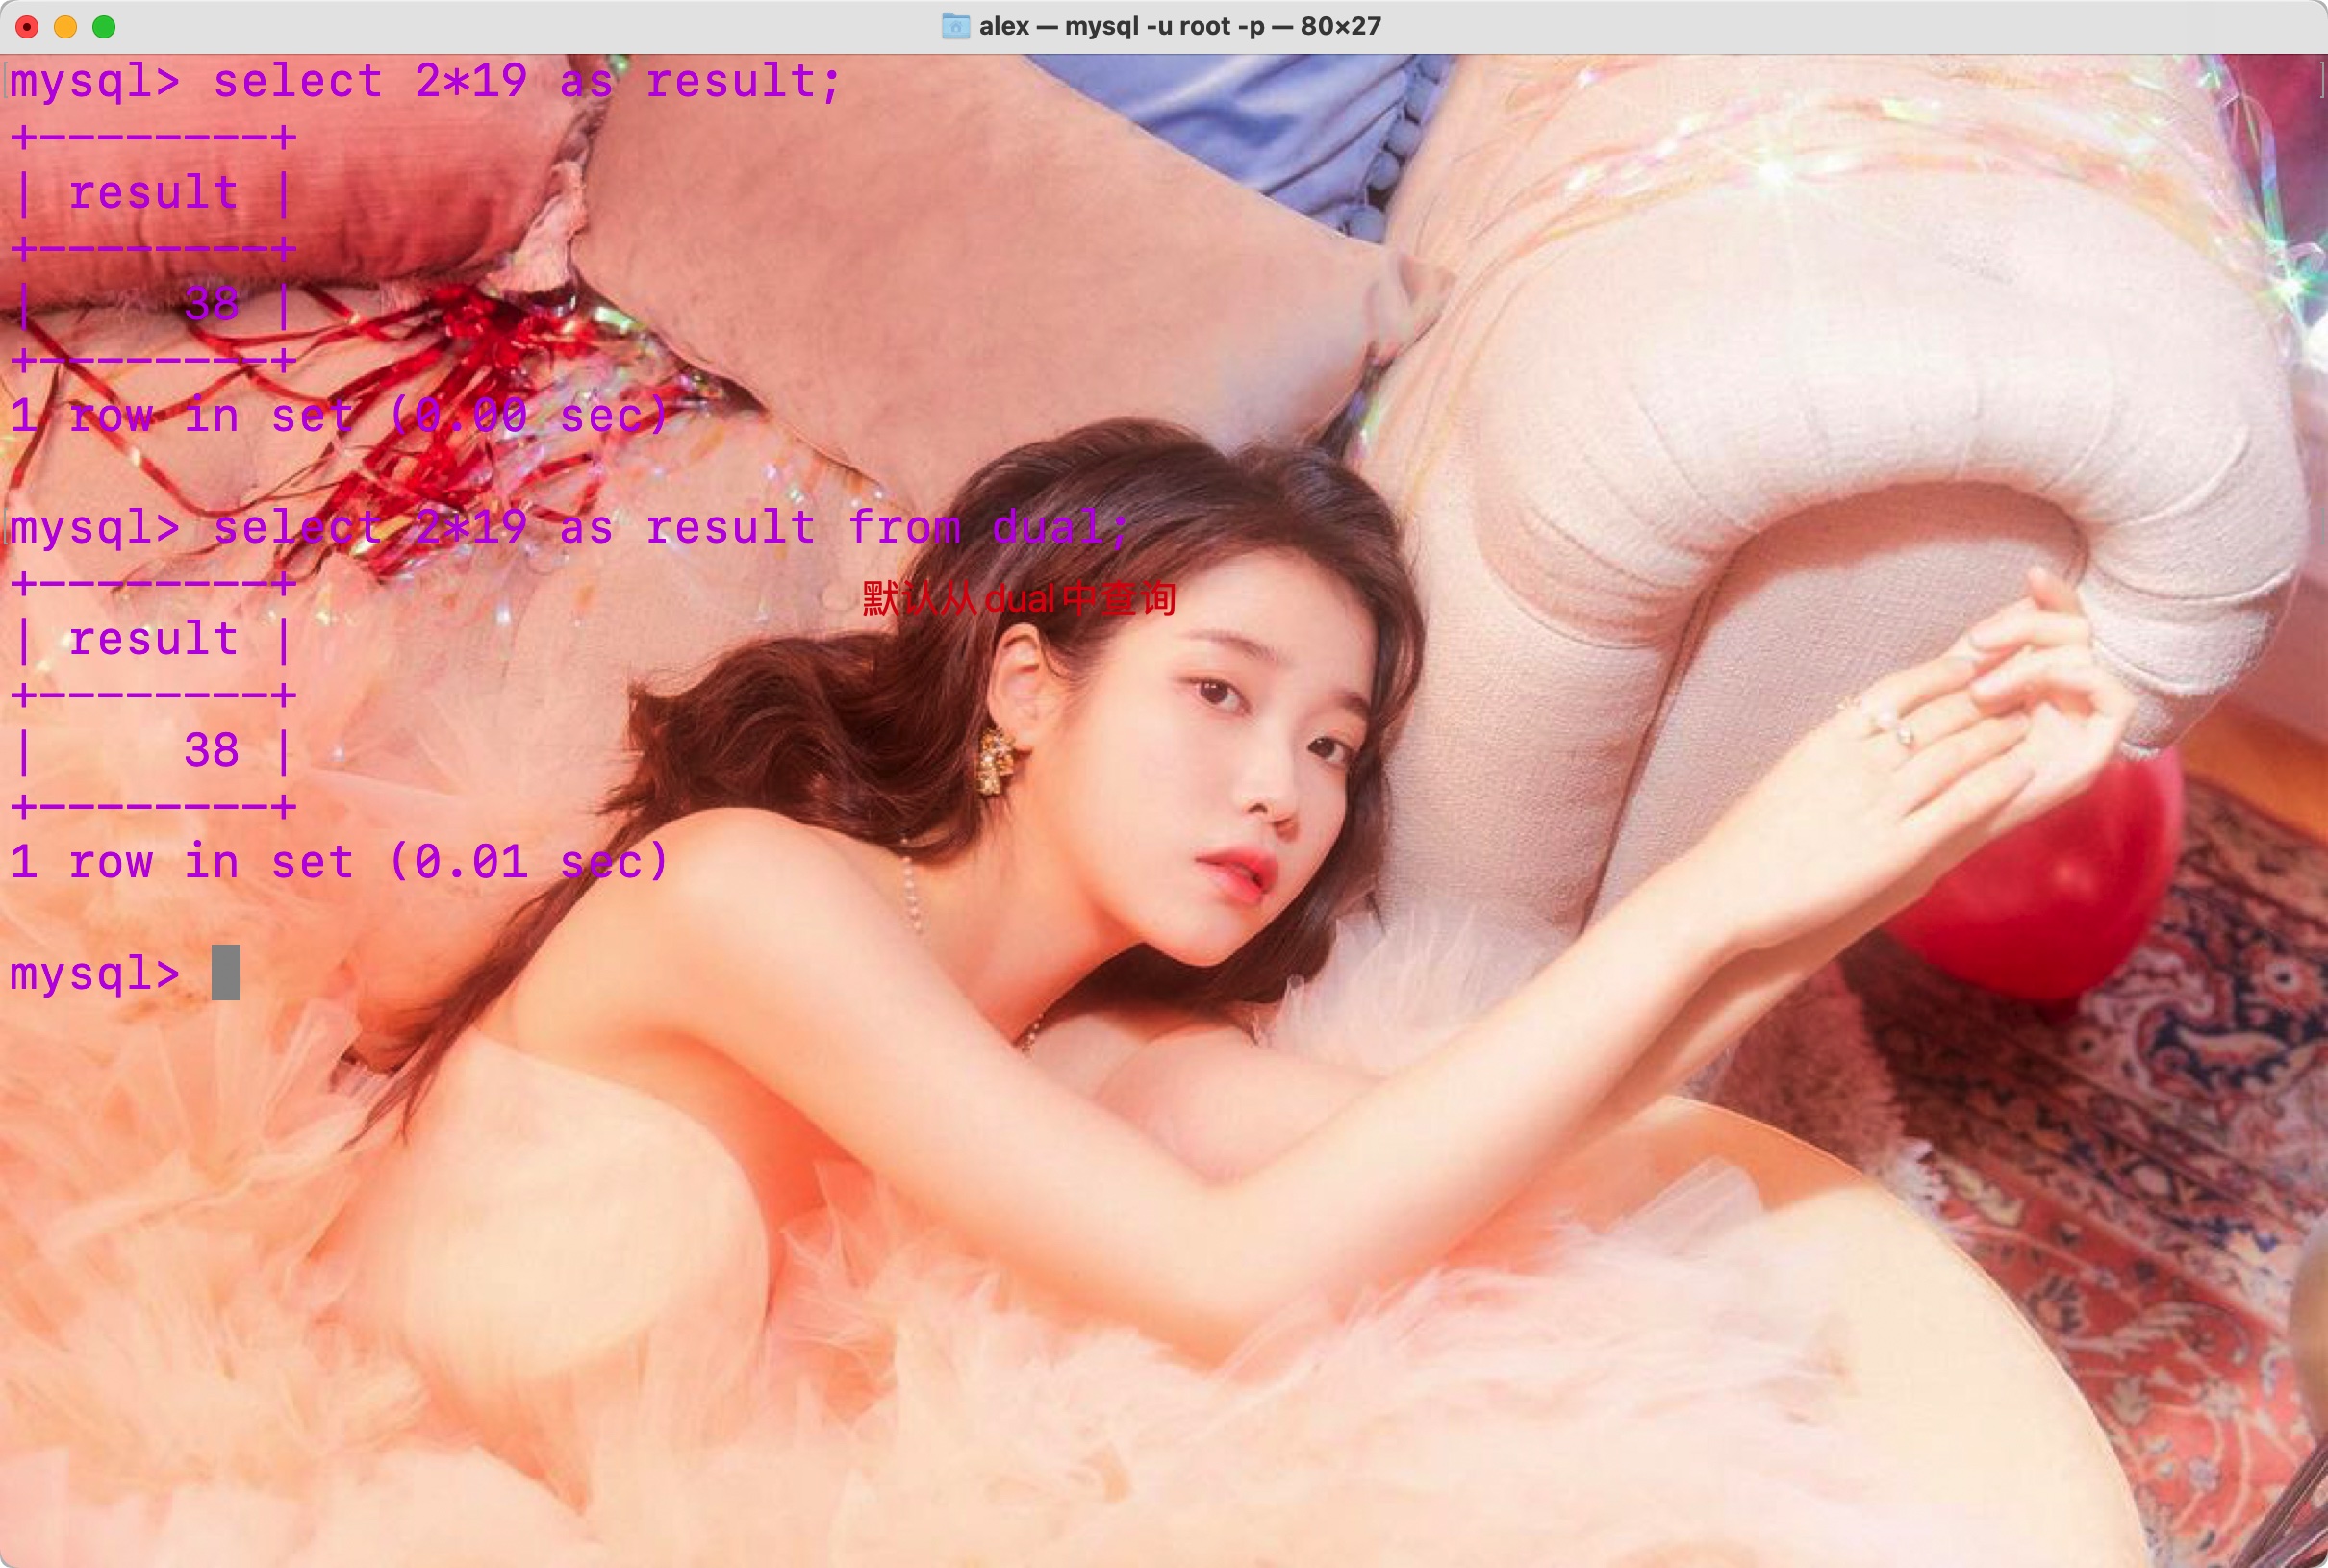 alex — mysql -u root -p — 80×27
mysql> select 2*19 as result;
+--------+
| result |
+--------+
|     38 |
+--------+
1 row in set (0.00 sec)
mysql> select 2*19 as result from dual;
+--------+
默认从dual中查询
| result |
+--------+
|     38 |
+--------+
1 row in set (0.01 sec)
mysql>